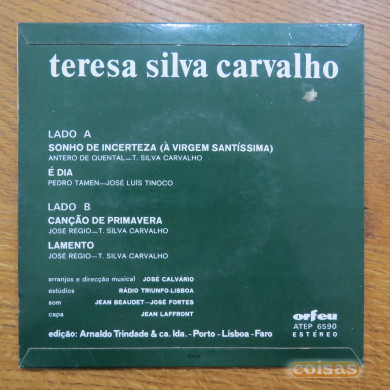 teresa silva carvalho
LADO A
SONHO DE INCERTEZA (À VIRGEM SANTÍSSIMA)
ANTERO DE QUENTAL—T. SILVA CARVALHO
É DIA
PEDRO TAMEN—JOSÉ LUIS TINOCO
LADO B
CANÇÃO DE PRIMAVERA
JOSÉ REGIO—T. SILVA CARVALHO
LAMENTO
JOSÉ REGIO—T. SILVA CARVALHO
arranjos e direcção musical JOSÉ CALVÁRIO
estúdios RÁDIO TRIUNFO-LISBOA
som JEAN BEAUDET—JOSÉ FORTES
capa JEAN LAFFRONT
orfeu
ATEP 6590
ESTÉREO
edição: Arnaldo Trindade & ca. lda. - Porto - Lisboa - Faro
coisas